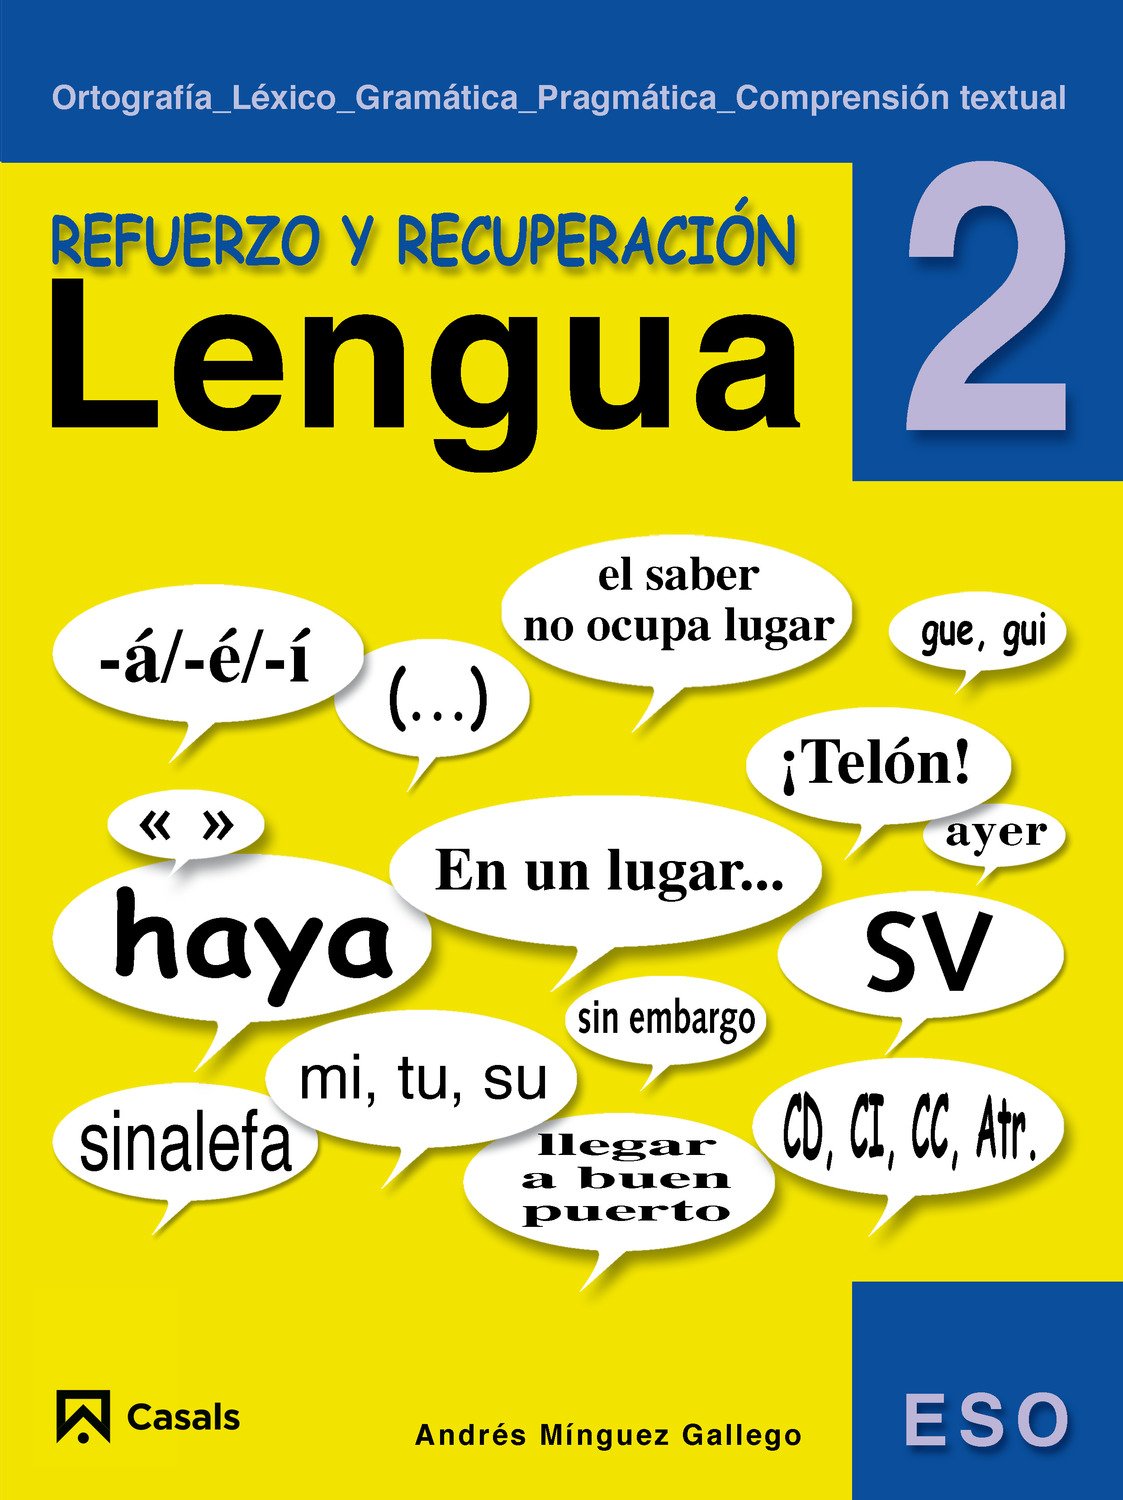 Ortografía_Léxico_Gramática_Pragmática_Comprensión textual
REFUERZO Y RECUPERACIÓN
Lengua
2
el saber
no ocupa lugar
gue, gui
-á/-é/-í
(...)
¡Telón!
« »
ayer
En un lugar...
haya
SV
sin embargo
mi, tu, su
CD, CI, CC, Atr.
sinalefa
llegar
a buen
puerto
Casals
Andrés Mínguez Gallego
ESO